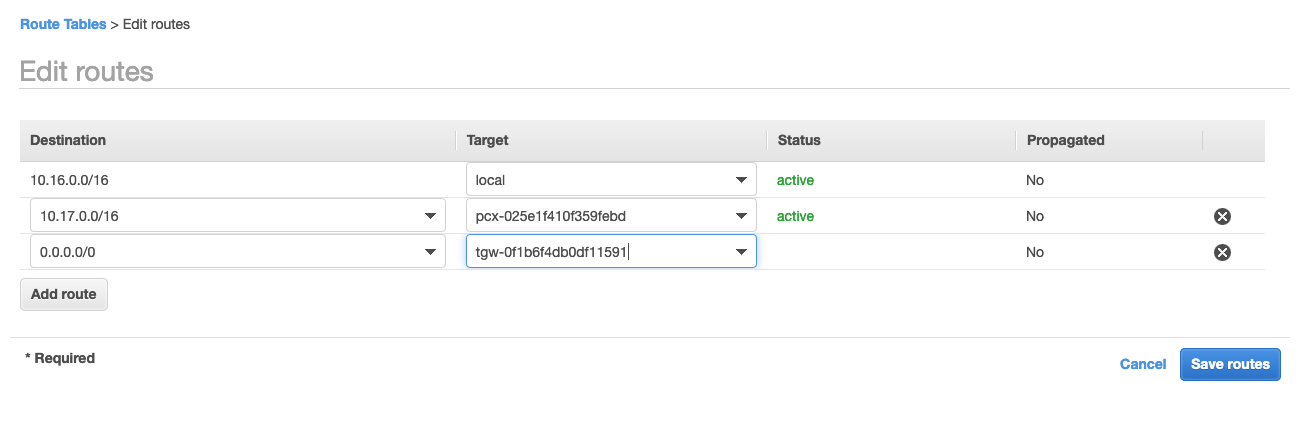 Route Tables > Edit routes
Edit routes
Destination Target Status Propagated
10.16.0.0/16 local active No
10.17.0.0/16 pcx-025e1f410f359febd active No
0.0.0.0/0 tgw-0f1b6f4db0df11591 No
Add route
* Required
Cancel Save routes